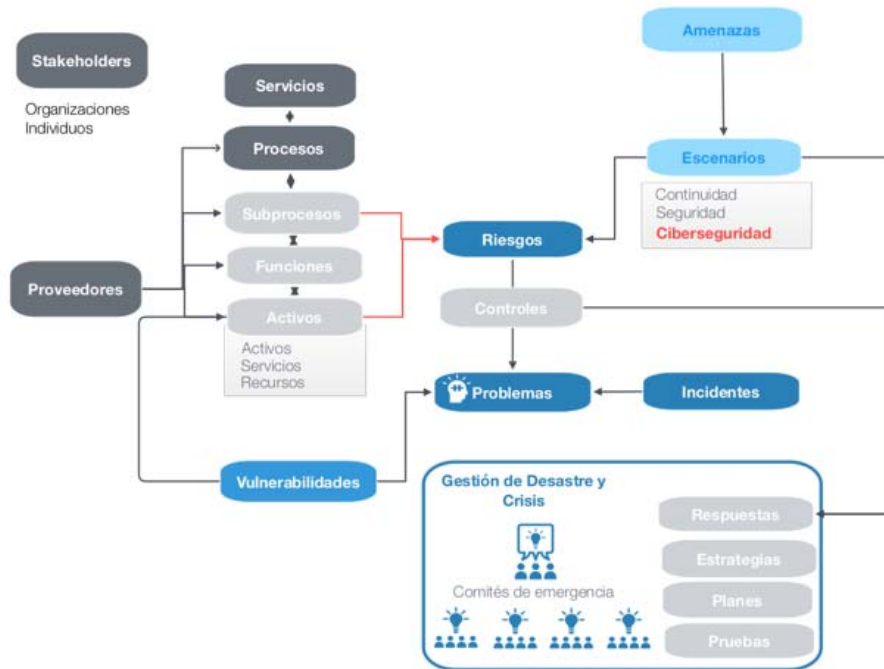 Stakeholders
Organizaciones
Individuos
Servicios
Procesos
Subprocesos
Funciones
Activos
Activos
Servicios
Recursos
Proveedores
Vulnerabilidades
Amenazas
Escenarios
Continuidad
Seguridad
Ciberseguridad
Riesgos
Controles
Problemas
Incidentes
Gestión de Desastre y
Crisis
Comités de emergencia
Respuestas
Estrategias
Planes
Pruebas